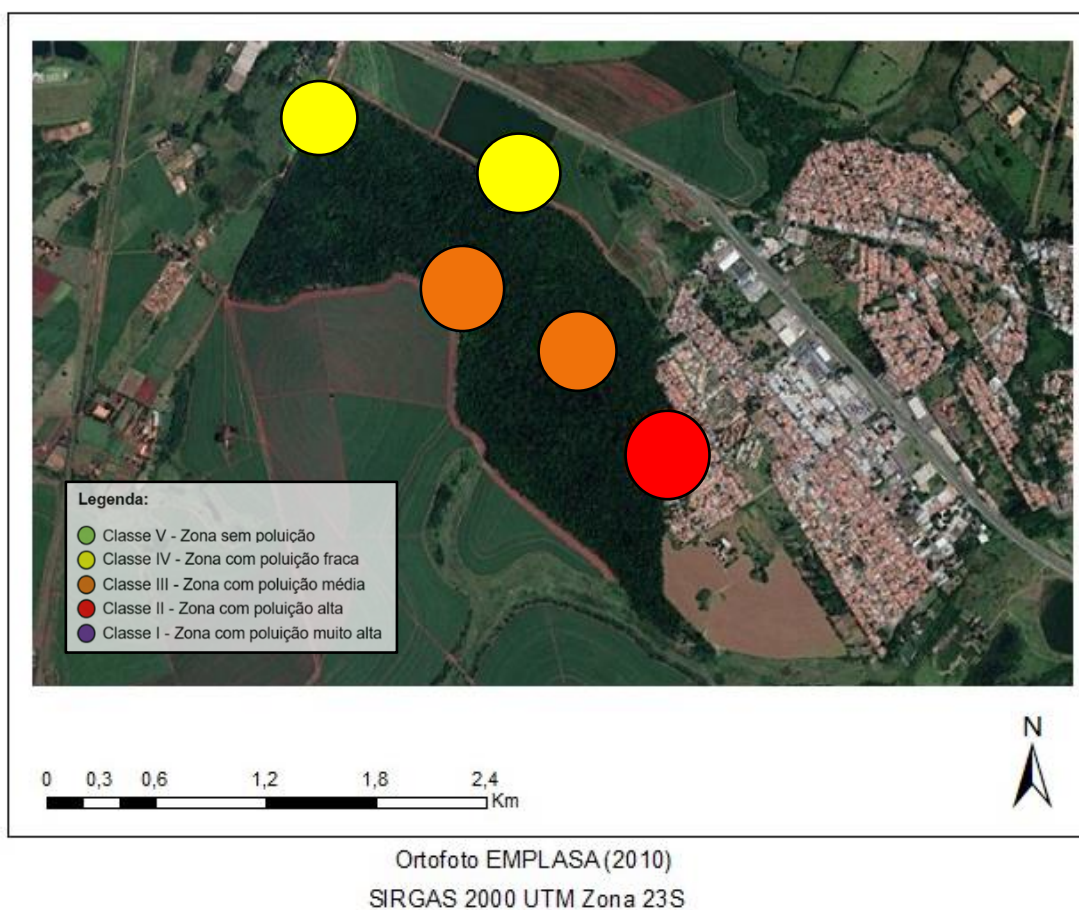 Legenda:
Classe V - Zona sem poluição
Classe IV - Zona com poluição fraca
Classe III - Zona com poluição média
Classe II - Zona com poluição alta
Classe I - Zona com poluição muito alta
N
0 0,3 0,6 1,2 1,8 2,4
Km
Ortofoto EMPLASA (2010)
SIRGAS 2000 UTM Zona 23S